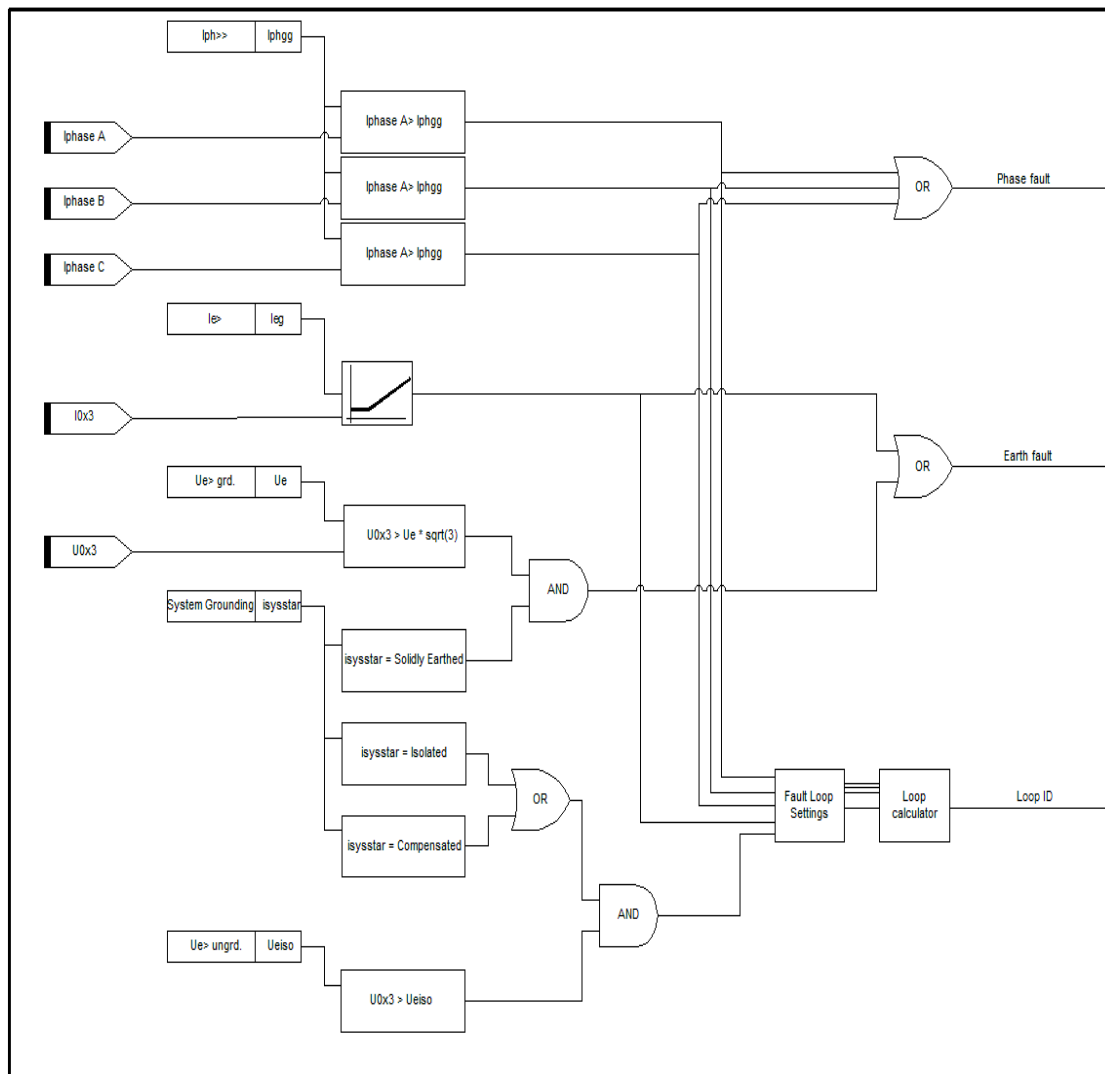 Iph>> Iphgg
Iphase A> Iphgg
Iphase A
Iphase A> Iphgg
OR
Phase fault
Iphase B
Iphase A> Iphgg
Iphase C
Ie> Ieg
I0x3
OR
Earth fault
Ue> grd. Ue
U0x3 > Ue * sqrt(3)
U0x3
AND
System Grounding isysstar
isysstar = Solidly Earthed
isysstar = Isolated
OR
isysstar = Compensated
Fault Loop
Settings
Loop
calculator
Loop ID
AND
Ue> ungrd. Ueiso
U0x3 > Ueiso